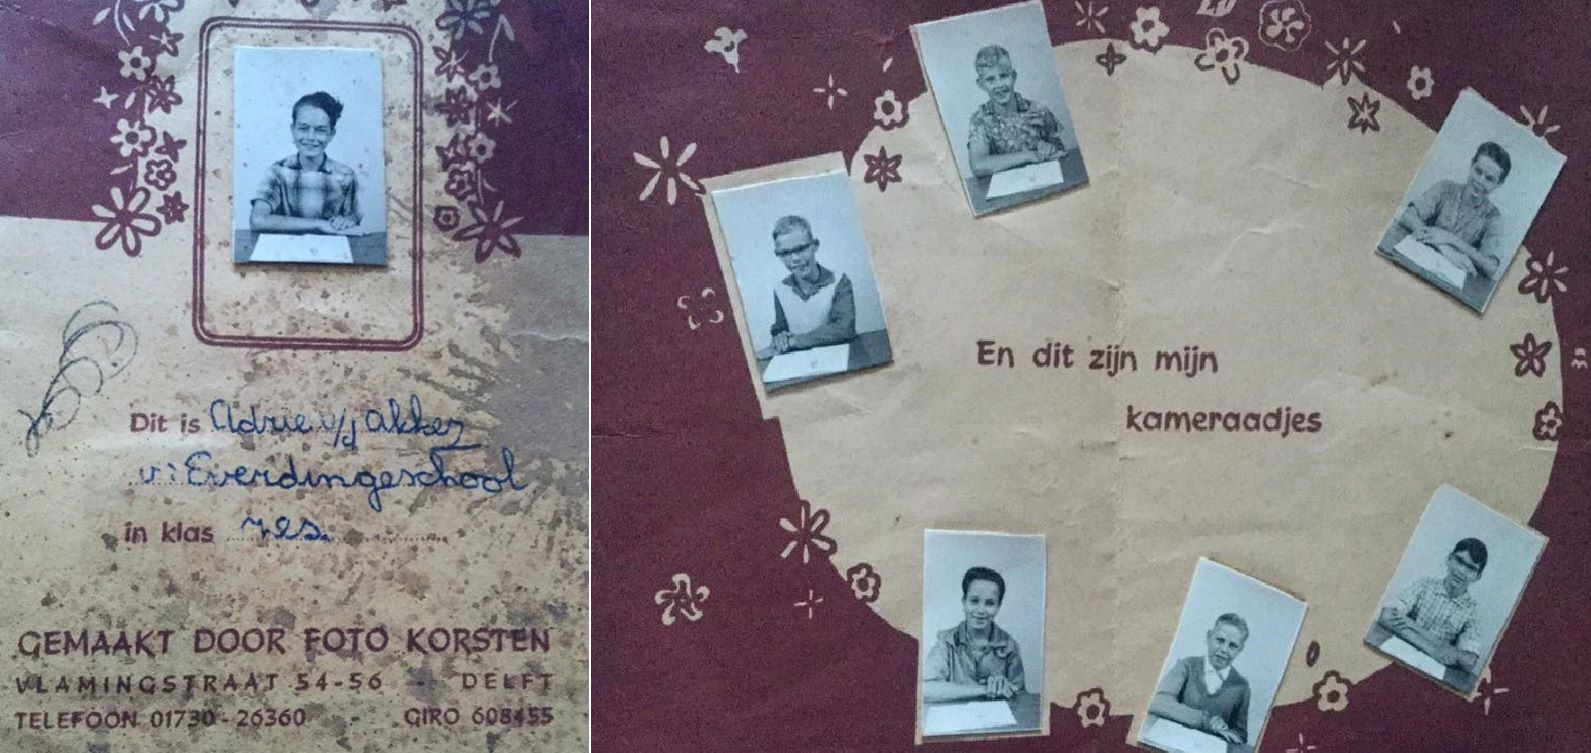 Dit is Adrie v/d Akker
v: Everdingeschool
in klas zes.
GEMAAKT DOOR FOTO KORSTEN
VLAMINGSTRAAT 54-56 - DELFT
TELEFOON 01730-26360 - GIRO 608455
En dit zijn mijn
kameraadjes